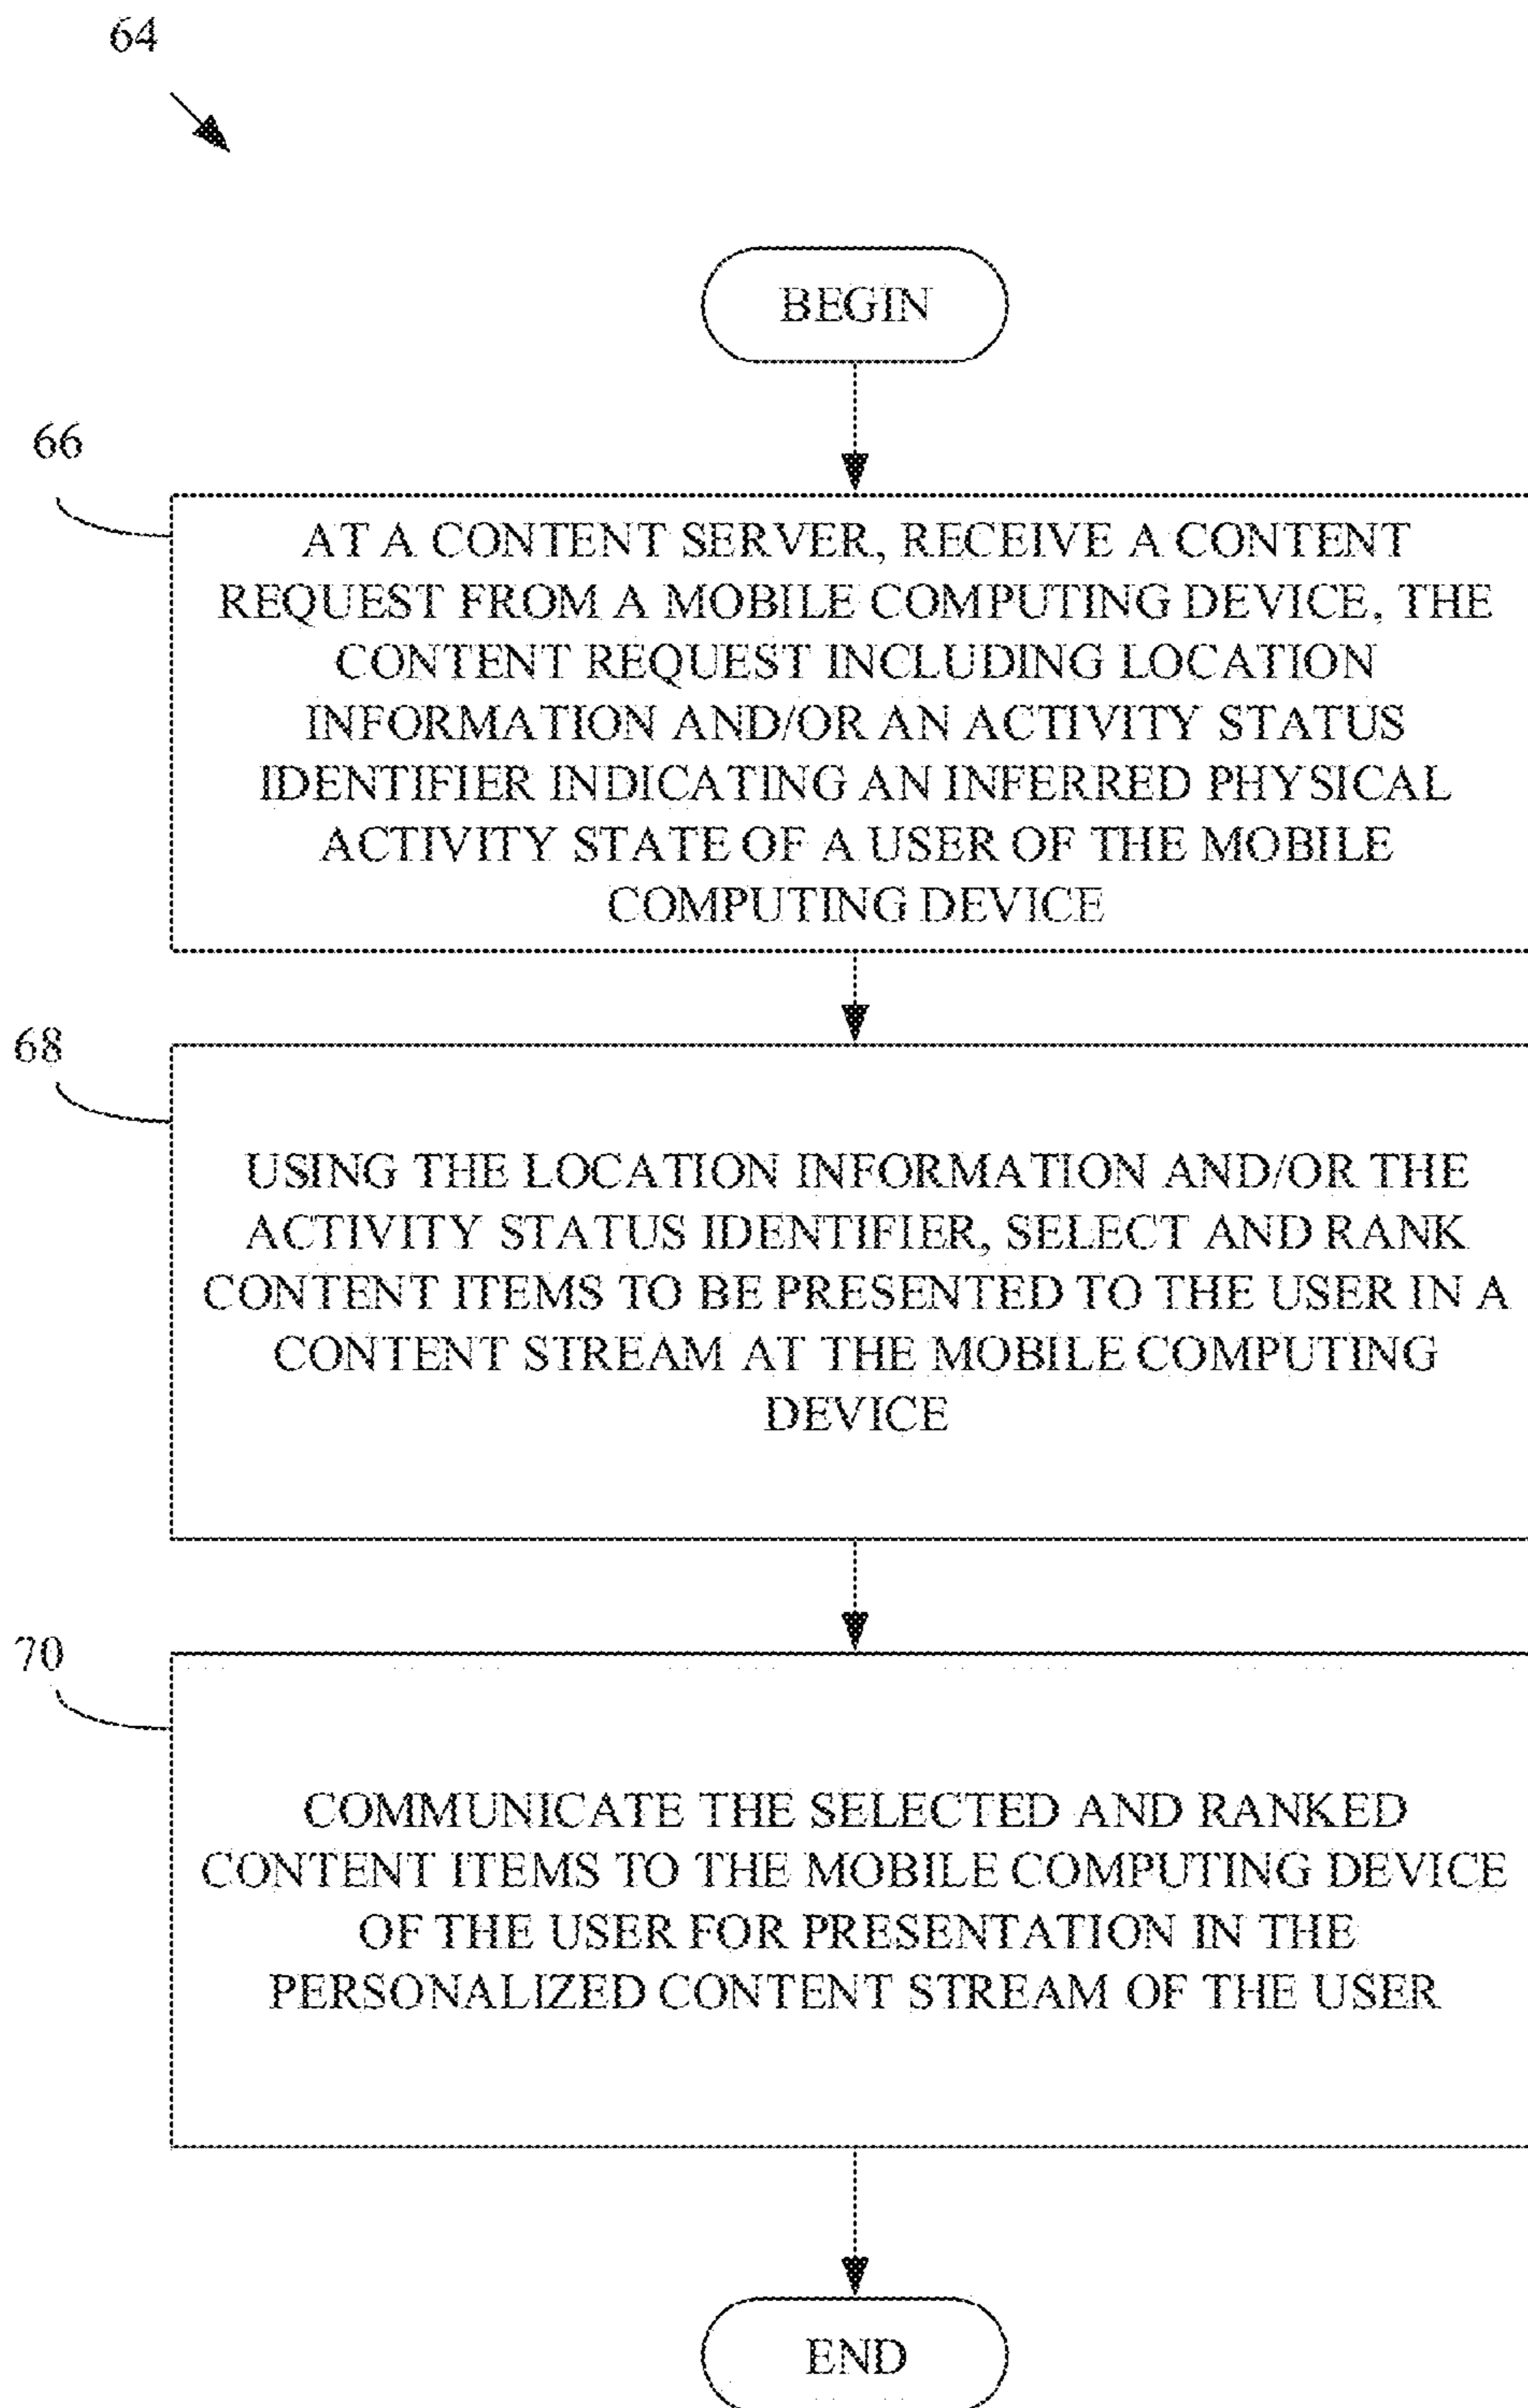 64
BEGIN
66
AT A CONTENT SERVER, RECEIVE A CONTENT
REQUEST FROM A MOBILE COMPUTING DEVICE, THE
CONTENT REQUEST INCLUDING LOCATION
INFORMATION AND/OR AN ACTIVITY STATUS
IDENTIFIER INDICATING AN INFERRED PHYSICAL
ACTIVITY STATE OF A USER OF THE MOBILE
COMPUTING DEVICE
68
USING THE LOCATION INFORMATION AND/OR THE
ACTIVITY STATUS IDENTIFIER, SELECT AND RANK
CONTENT ITEMS TO BE PRESENTED TO THE USER IN A
CONTENT STREAM AT THE MOBILE COMPUTING
DEVICE
70
COMMUNICATE THE SELECTED AND RANKED
CONTENT ITEMS TO THE MOBILE COMPUTING DEVICE
OF THE USER FOR PRESENTATION IN THE
PERSONALIZED CONTENT STREAM OF THE USER
END